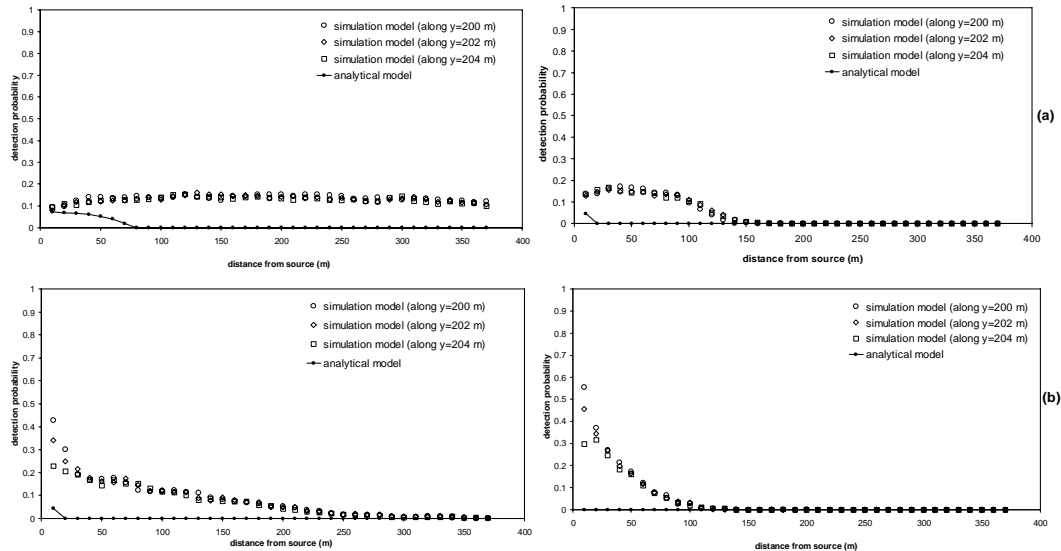 1
0.9
0.8
0.7
0.6
0.5
0.4
0.3
0.2
0.1
0
detection probability
simulation model (along y=200 m)
simulation model (along y=202 m)
simulation model (along y=204 m)
analytical model
0 50 100 150 200 250 300 350 400
distance from source (m)
1
0.9
0.8
0.7
0.6
0.5
0.4
0.3
0.2
0.1
0
detection probability
simulation model (along y=200 m)
simulation model (along y=202 m)
simulation model (along y=204 m)
analytical model
0 50 100 150 200 250 300 350 400
distance from source (m)
(a)
1
0.9
0.8
0.7
0.6
0.5
0.4
0.3
0.2
0.1
0
detection probability
simulation model (along y=200 m)
simulation model (along y=202 m)
simulation model (along y=204 m)
analytical model
0 50 100 150 200 250 300 350 400
distance from source (m)
1
0.9
0.8
0.7
0.6
0.5
0.4
0.3
0.2
0.1
0
detection probability
simulation model (along y=200 m)
simulation model (along y=202 m)
simulation model (along y=204 m)
analytical model
0 50 100 150 200 250 300 350 400
distance from source (m)
(b)